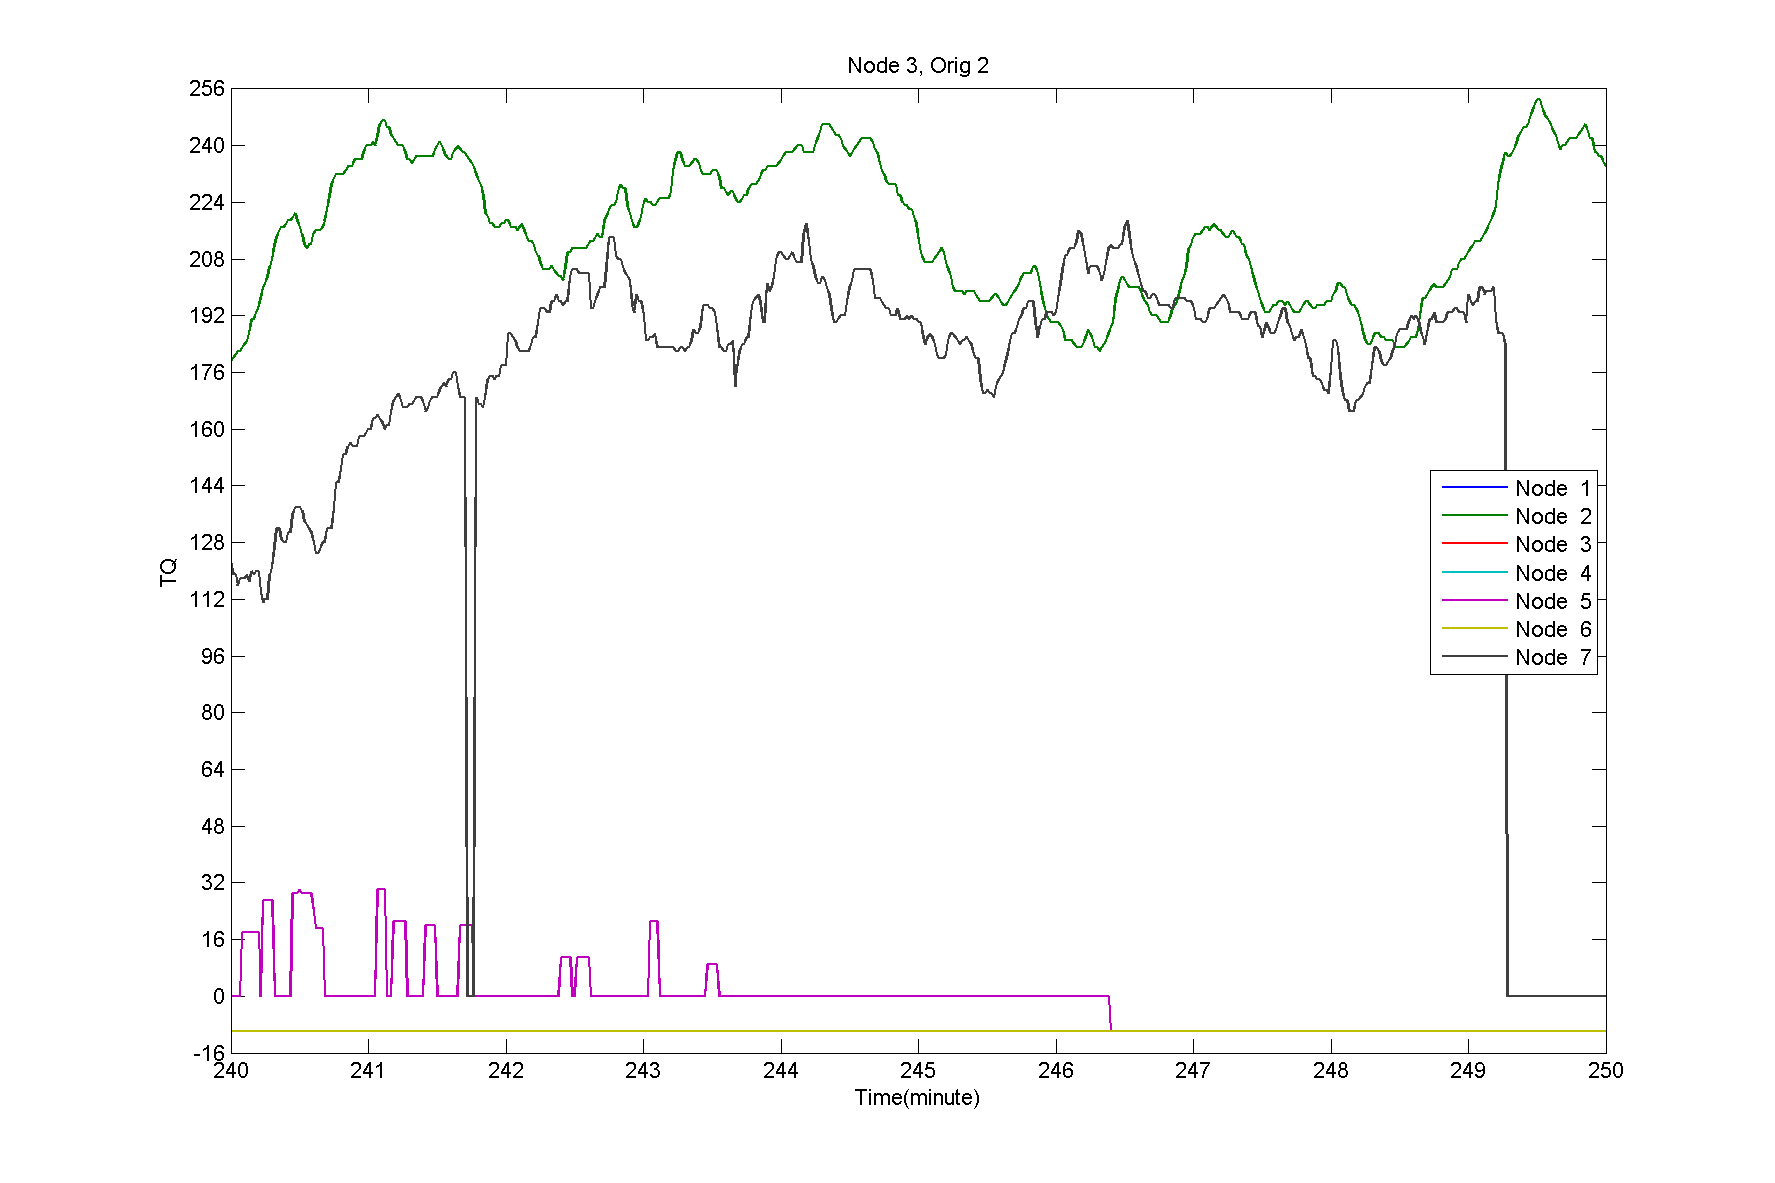 Node 3, Orig 2
256
240
224
208
192
176
160
144
128
112
96
80
64
48
32
16
0
-16
TQ
Node 1
Node 2
Node 3
Node 4
Node 5
Node 6
Node 7
240 241 242 243 244 245 246 247 248 249 250
Time(minute)